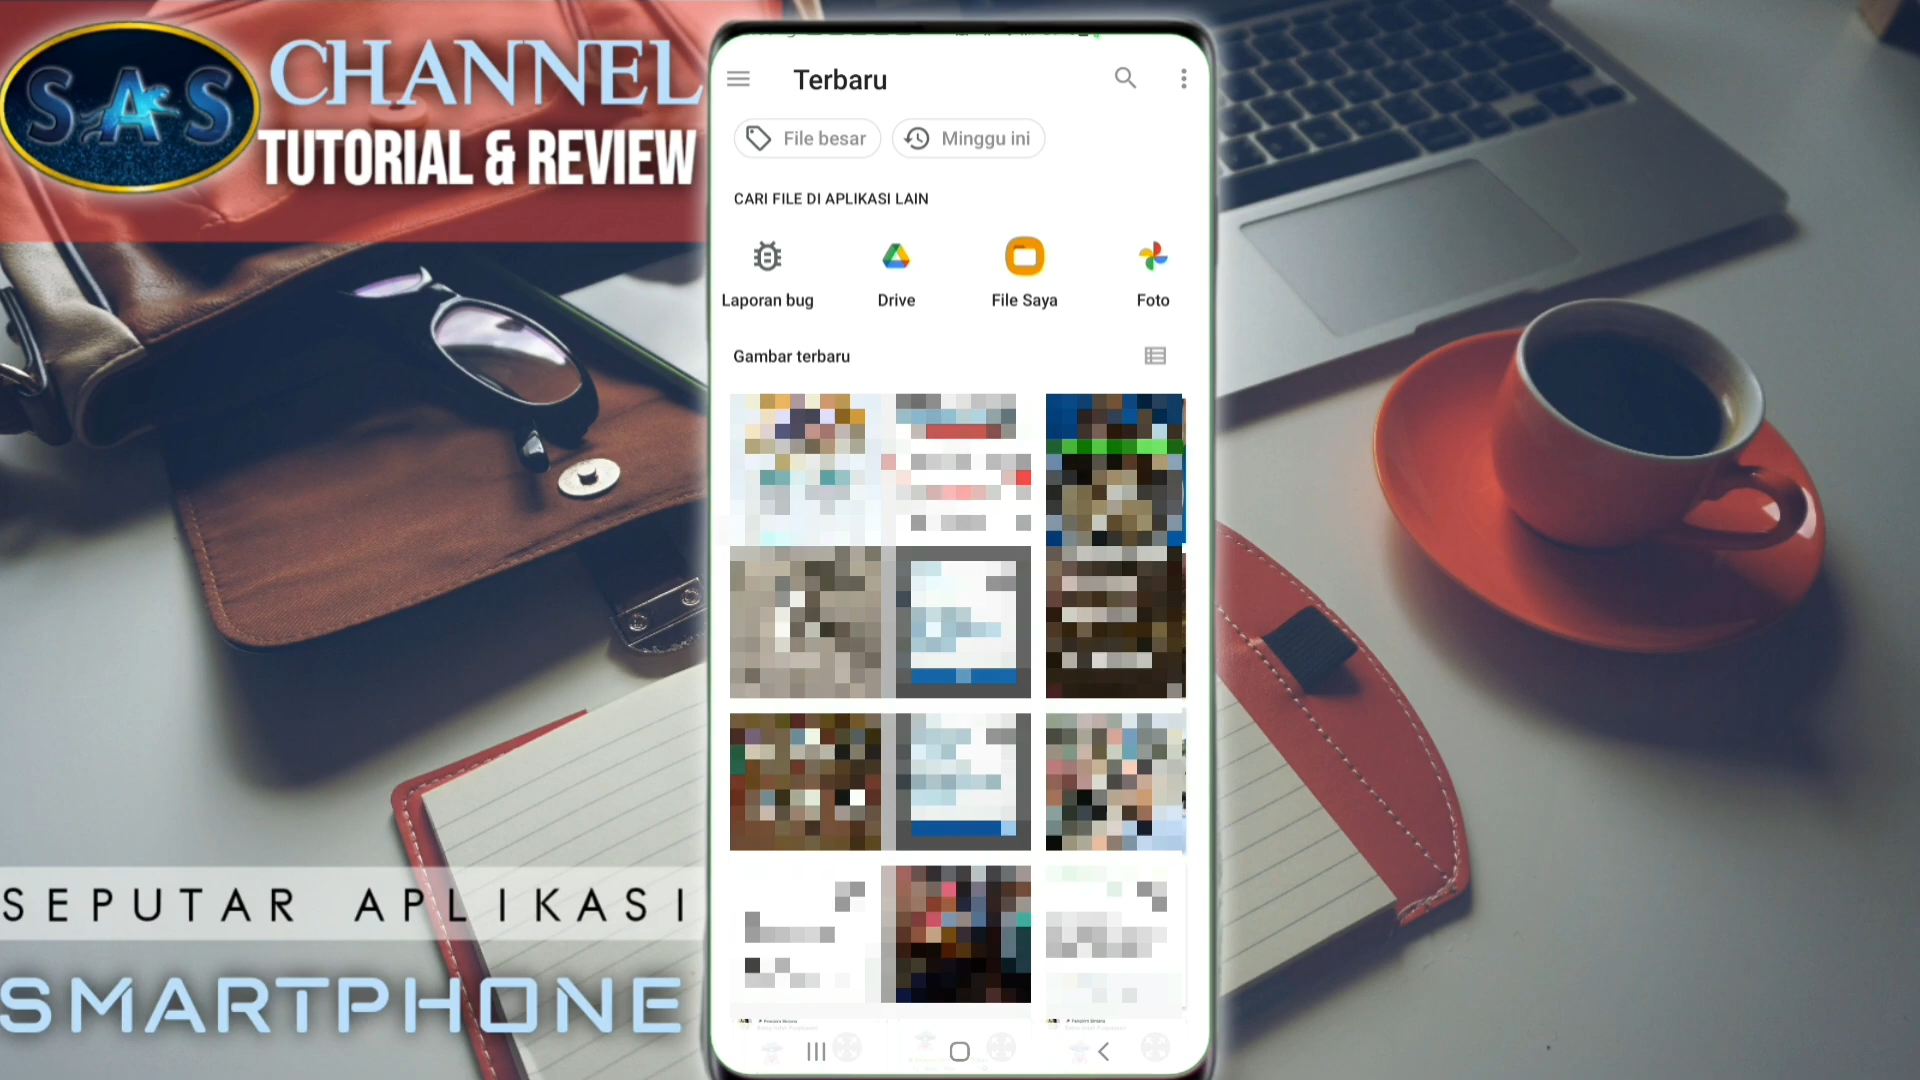 SAS
CHANNEL
TUTORIAL & REVIEW
Terbaru
File besar
Minggu ini
CARI FILE DI APLIKASI LAIN
Laporan bug
Drive
File Saya
Foto
Gambar terbaru
SEPUTAR APLIKASI
SMARTPHONE